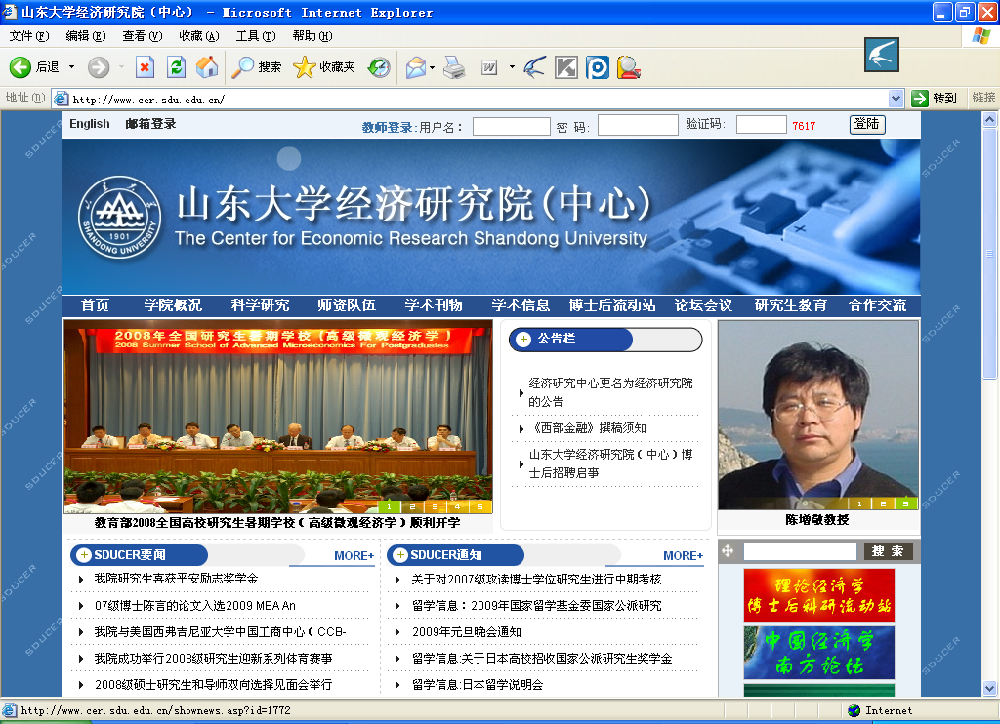 山东大学经济研究院（中心） - Microsoft Internet Explorer
文件(F) 编辑(E) 查看(V) 收藏(A) 工具(T) 帮助(H)
后退 搜索 收藏夹
地址(D) http://www.cer.sdu.edu.cn/ 转到 链接
English 邮箱登录 教师登录:用户名： 密 码: 验证码: 7617 登陆
山东大学经济研究院(中心)
The Center for Economic Research Shandong University
SHANDONG UNIVERSITY
1901
首页 学院概况 科学研究 师资队伍 学术刊物 学术信息 博士后流动站 论坛会议 研究生教育 合作交流
2008年全国研究生暑期学校（高级微观经济学）
2008 Summer School of Advanced Microeconomics For Postgraduates
1 2 3 4 5
教育部2008全国高校研究生暑期学校（高级微观经济学）顺利开学
公告栏
经济研究中心更名为经济研究院
的公告
《西部金融》撰稿须知
山东大学经济研究院（中心）博
士后招聘启事
1 2 3
陈增敬教授
搜 索
SDUCER要闻 MORE+
我院研究生喜获平安励志奖学金
07级博士陈言的论文入选2009 MEA An
我院与美国西弗吉尼亚大学中国工商中心（CCB-
我院成功举行2008级研究生迎新系列体育赛事
2008级硕士研究生和导师双向选择见面会举行
SDUCER通知 MORE+
关于对2007级攻读博士学位研究生进行中期考核
留学信息：2009年国家留学基金委国家公派研究
2009年元旦晚会通知
留学信息:关于日本高校招收国家公派研究生奖学金
留学信息:日本留学说明会
理论经济学
博士后科研流动站
中国经济学
南方论坛
SDUCER
http://www.cer.sdu.edu.cn/shownews.asp?id=1772 Internet